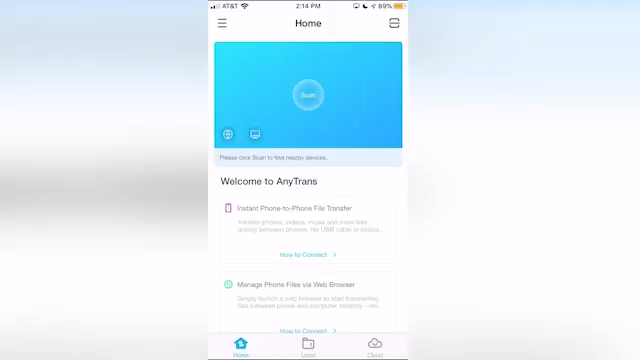 AT&T 2:14 PM 89%
Home
Scan
Please click Scan to find nearby devices.
Welcome to AnyTrans
Instant Phone-to-Phone File Transfer
Transfer photos, videos, music and more files
quickly between phones. No USB cable or cellula...
How to Connect >
Manage Phone Files via Web Browser
Simply launch a web browser to start transferring
files between phone and computer instantly - mu...
How to Connect >
Home Local Cloud